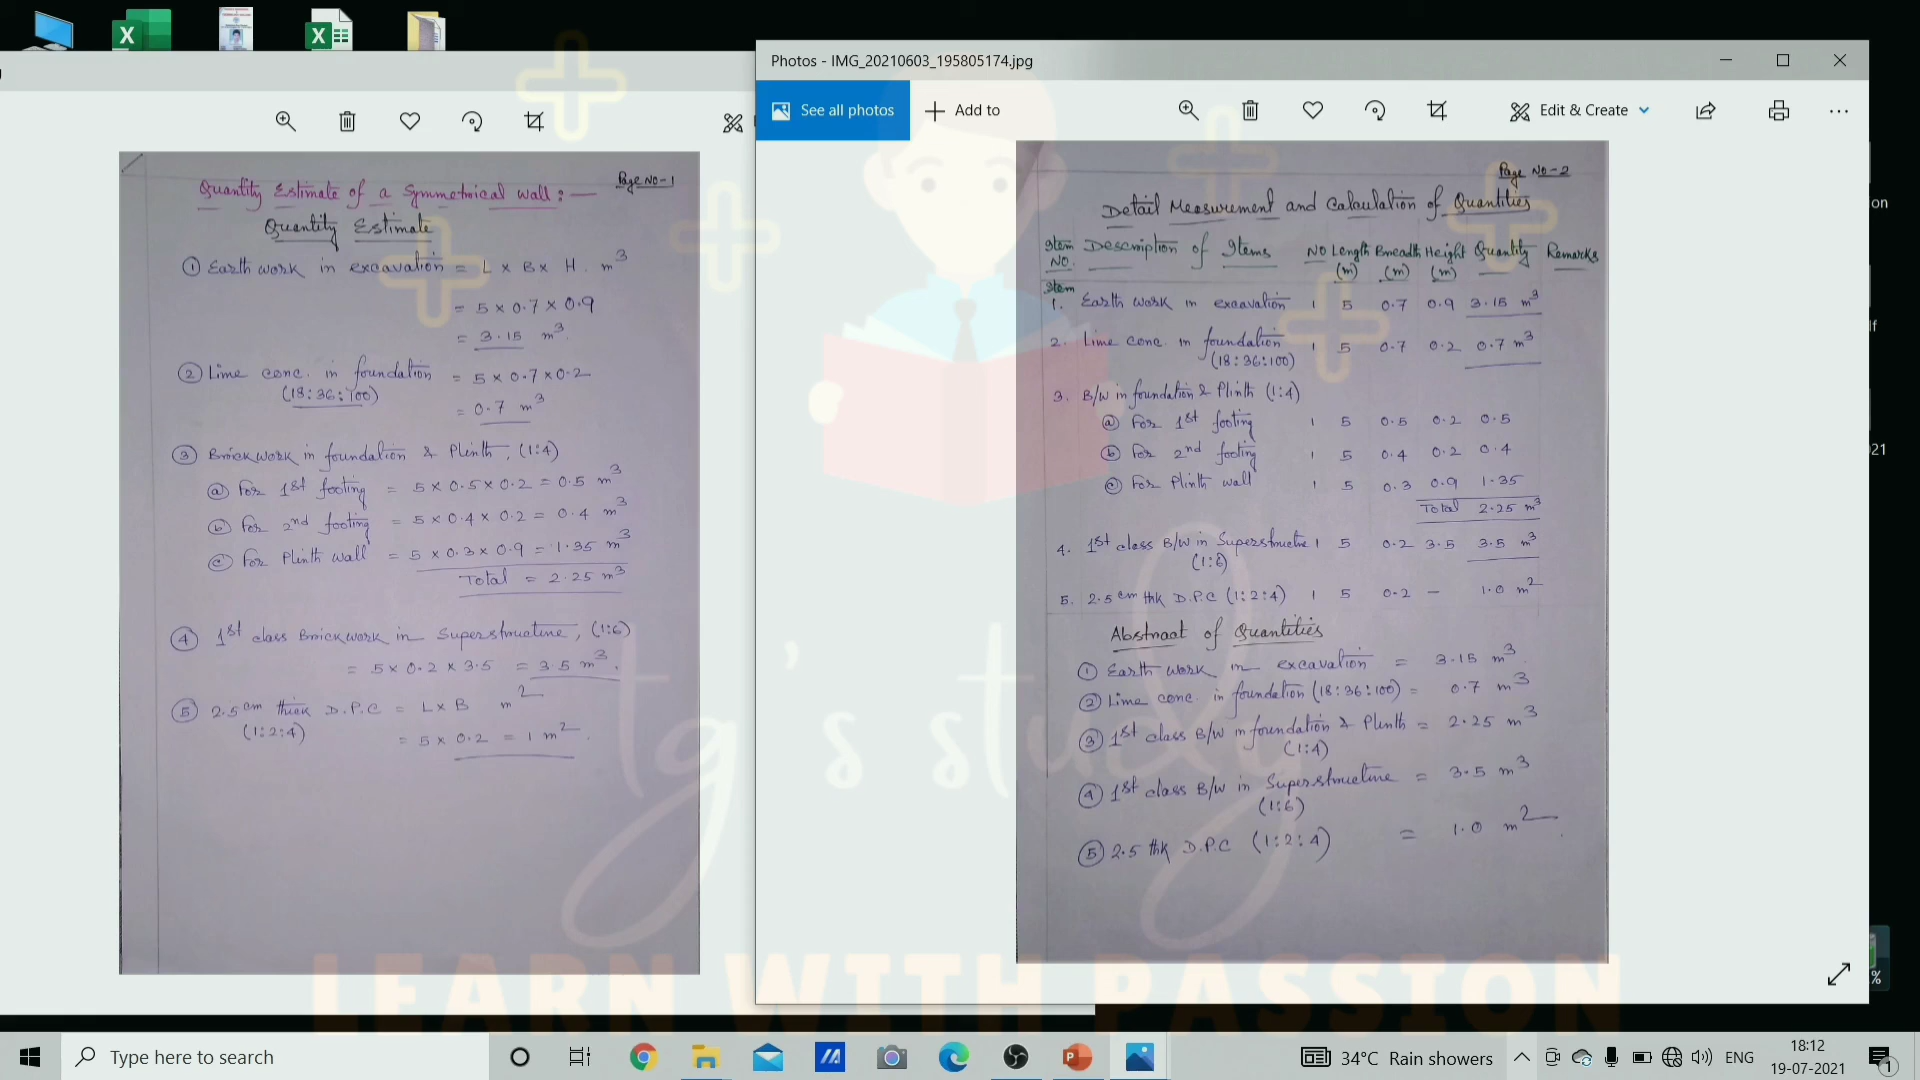 Photos - IMG_20210603_195805174.jpg
See all photos
Add to
Edit & Create
Page No-1
Quantity Estimate of a Symmetrical wall:—
Quantity Estimate
① Earth work in excavation = L x B x H. m³
= 5 x 0.7 x 0.9
= 3.15 m³.
② Lime conc. in foundation = 5 x 0.7 x 0.2
(18:36:100)
= 0.7 m³
③ Brickwork in foundation & Plinth, (1:4)
ⓐ For 1st footing = 5 x 0.5 x 0.2 = 0.5 m³
ⓑ For 2nd footing = 5 x 0.4 x 0.2 = 0.4 m³
ⓒ For Plinth wall = 5 x 0.3 x 0.9 = 1.35 m³
Total = 2.25 m³
④ 1st class Brickwork in Superstructure, (1:6)
= 5 x 0.2 x 3.5 = 3.5 m³.
⑤ 2.5cm thick D.P.C = L x B m²
(1:2:4) = 5 x 0.2 = 1 m².
Page No-2
Detail Measurement and Calculation of Quantities
Item No. Description of Items No Length (m) Breadth (m) Height (m) Quantity Remarks
Item
1. Earth work in excavation 1 5 0.7 0.9 3.15 m³
2. Lime conc. in foundation 1 5 0.7 0.2 0.7 m³
(18:36:100)
3. B/W in foundation & Plinth (1:4)
ⓐ For 1st footing 1 5 0.5 0.2 0.5
ⓑ For 2nd footing 1 5 0.4 0.2 0.4
ⓒ For Plinth wall 1 5 0.3 0.9 1.35
Total 2.25 m³
4. 1st class B/W in Superstructre 1 5 0.2 3.5 3.5 m³
(1:6)
5. 2.5 cm thk D.P.C (1:2:4) 1 5 0.2 — 1.0 m²
Abstract of Quantities
① Earth work in excavation = 3.15 m³.
② Lime conc. in foundation (18:36:100) = 0.7 m³
③ 1st class B/W in foundation & Plinth = 2.25 m³
(1:4)
④ 1st class B/W in Superstructure = 3.5 m³
(1:6)
⑤ 2.5 thk D.P.C (1:2:4) = 1.0 m².
tg's study
LEARN WITH PASSION
on
lf
21
%
Type here to search
34°C Rain showers
ENG
18:12
19-07-2021
1